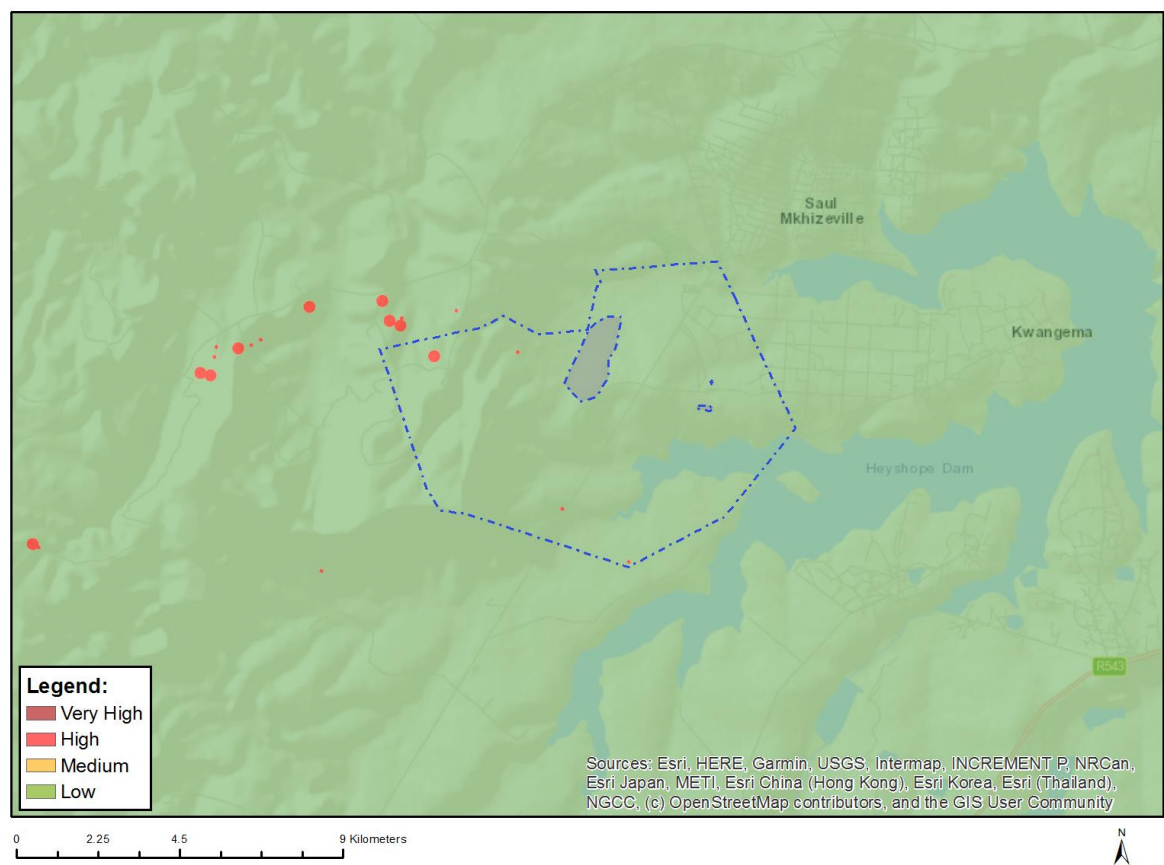 Saul
Mkhizeville
Kwangema
Heyshope Dam
R543
Legend:
Very High
High
Medium
Low
Sources: Esri, HERE, Garmin, USGS, Intermap, INCREMENT P, NRCan,
Esri Japan, METI, Esri China (Hong Kong), Esri Korea, Esri (Thailand),
NGCC, (c) OpenStreetMap contributors, and the GIS User Community
0 2.25 4.5 9 Kilometers
N